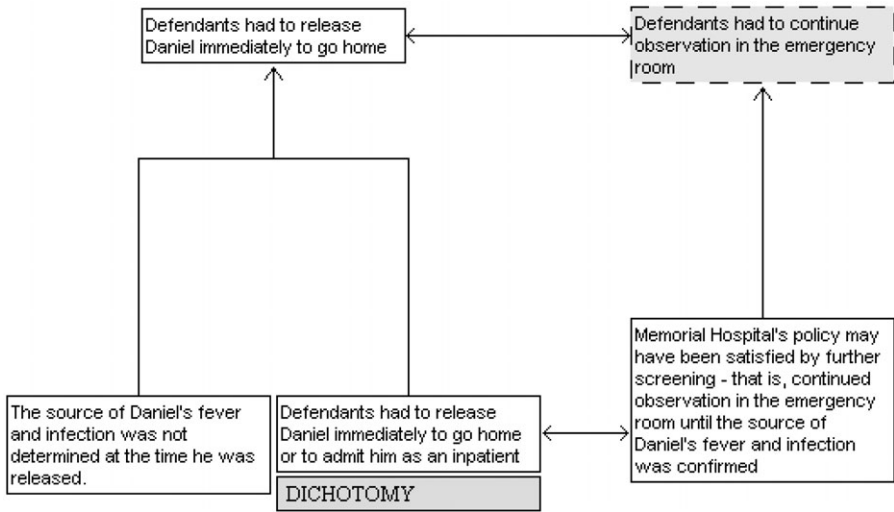 Defendants had to release
Daniel immediately to go home
Defendants had to continue
observation in the emergency
room
The source of Daniel's fever
and infection was not
determined at the time he was
released.
Defendants had to release
Daniel immediately to go home
or to admit him as an inpatient
DICHOTOMY
Memorial Hospital's policy may
have been satisfied by further
screening - that is, continued
observation in the emergency
room until the source of
Daniel's fever and infection
was confirmed